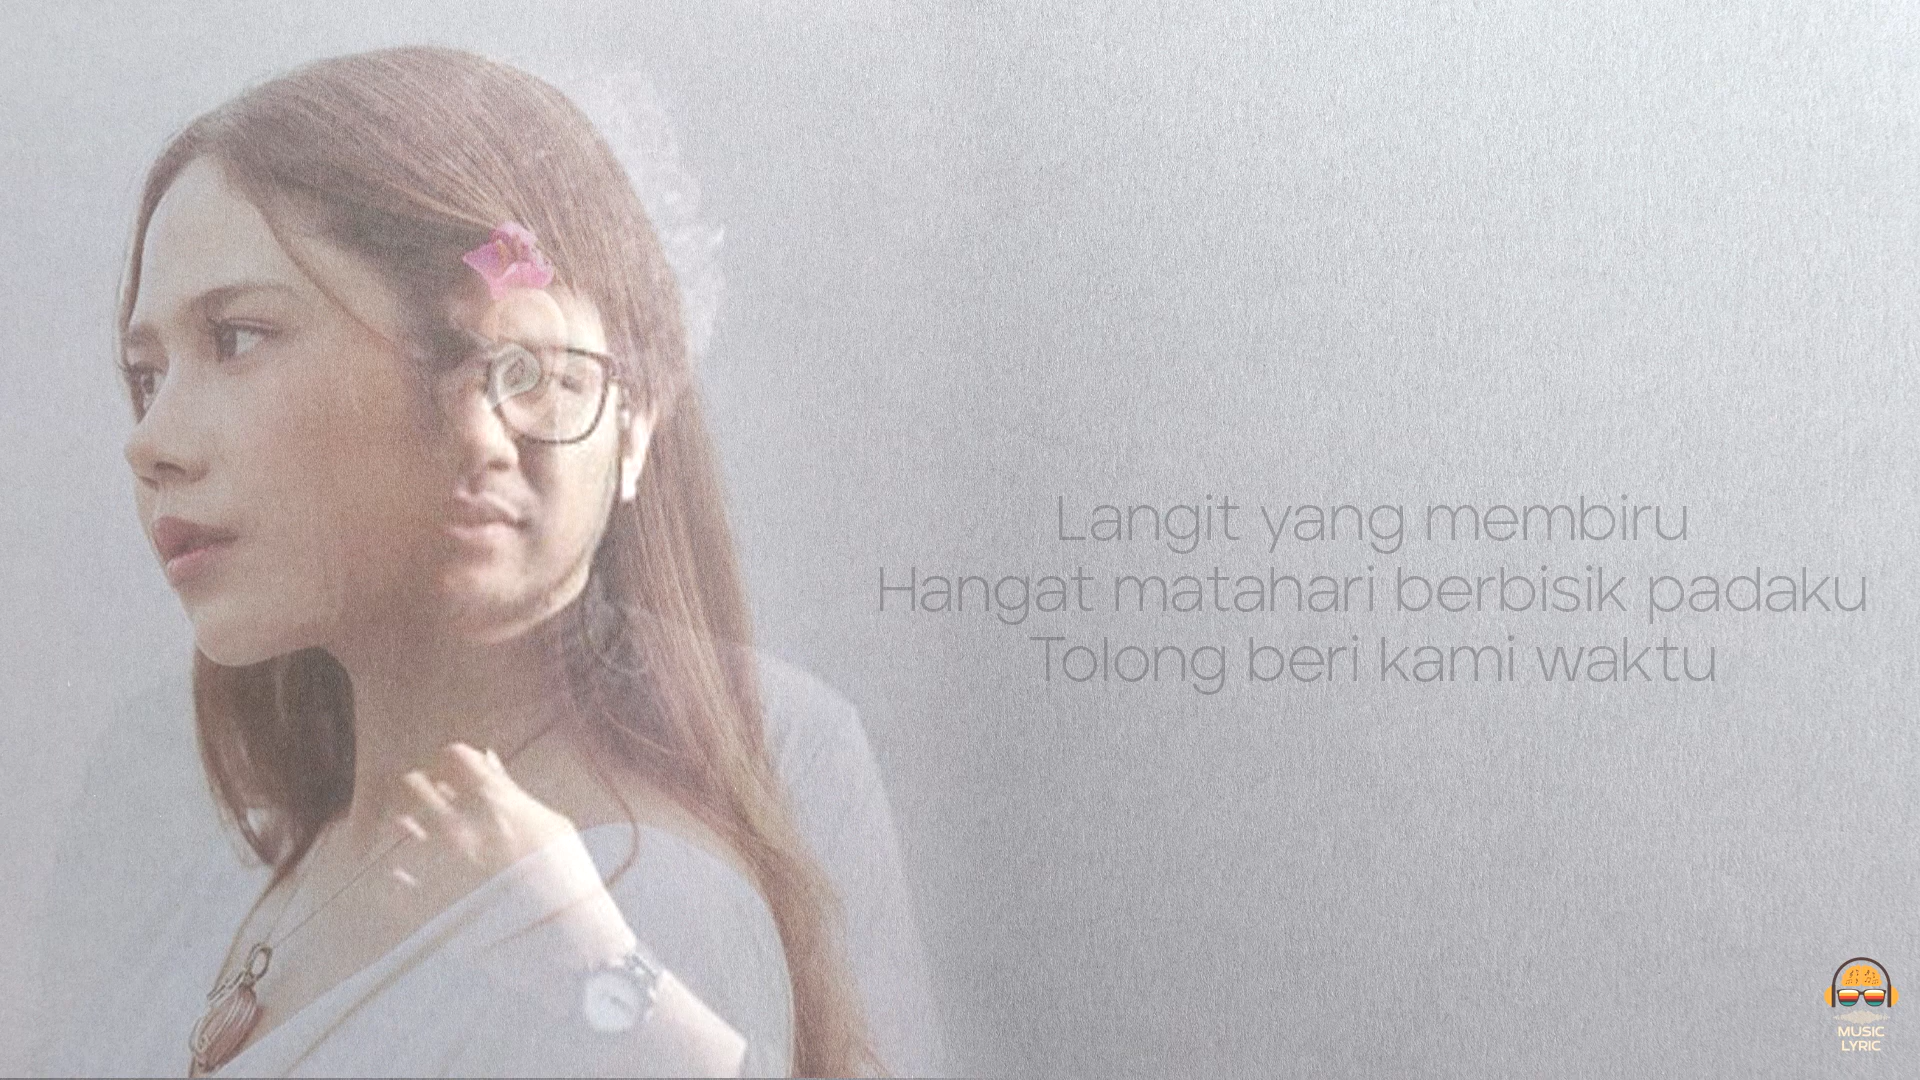 Langit yang membiru
Hangat matahari berbisik padaku
Tolong beri kami waktu
MUSIC
LYRIC